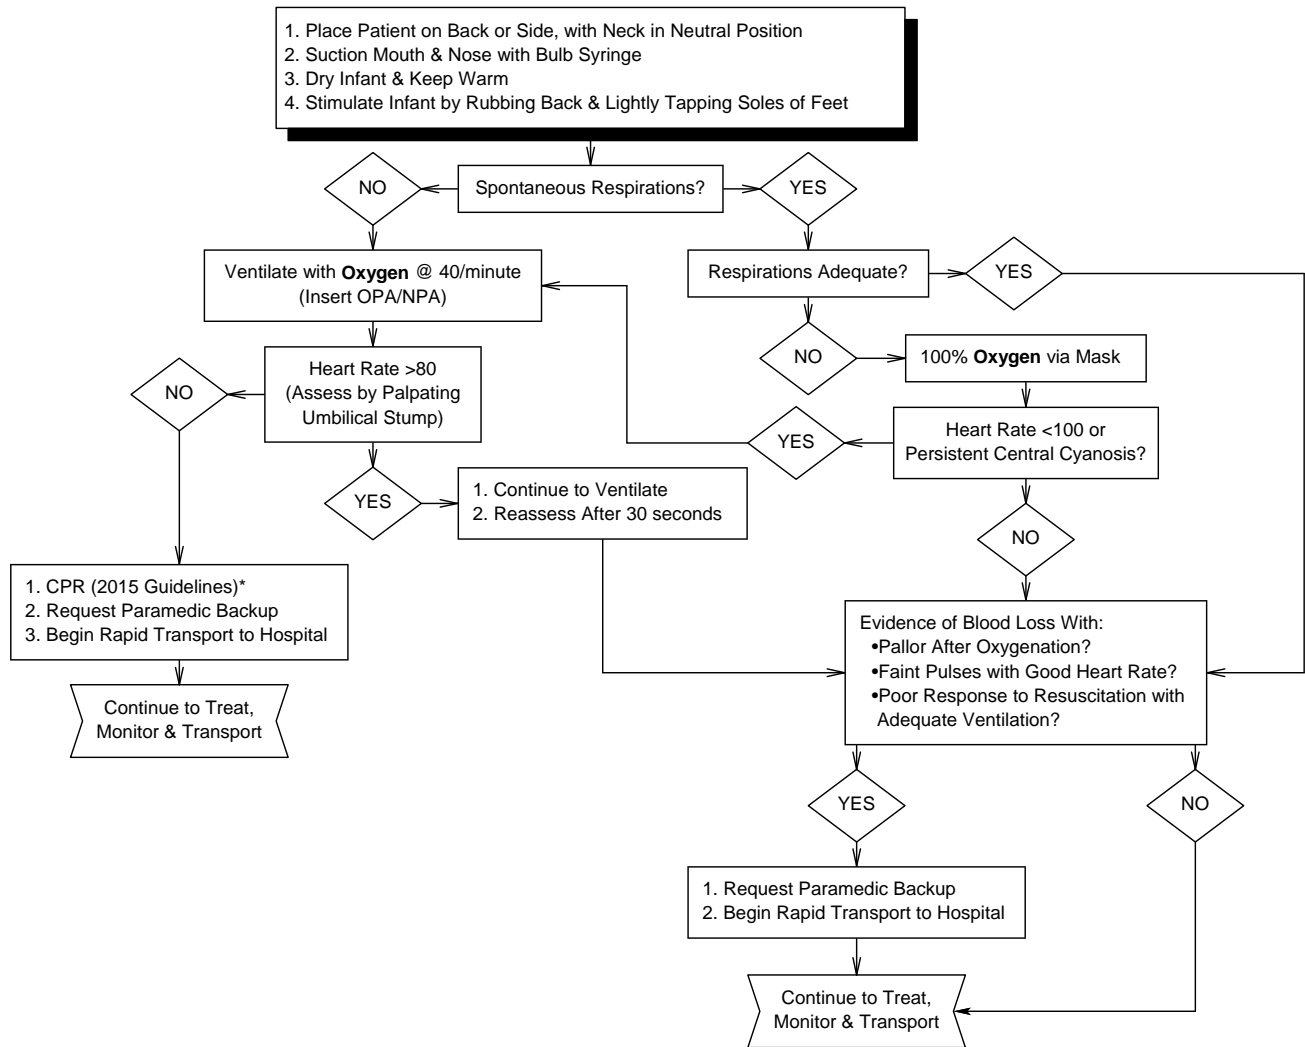 1. Place Patient on Back or Side, with Neck in Neutral Position
2. Suction Mouth & Nose with Bulb Syringe
3. Dry Infant & Keep Warm
4. Stimulate Infant by Rubbing Back & Lightly Tapping Soles of Feet
NO
Spontaneous Respirations?
YES
Ventilate with Oxygen @ 40/minute
(Insert OPA/NPA)
Respirations Adequate?
YES
NO
100% Oxygen via Mask
Heart Rate >80
(Assess by Palpating
Umbilical Stump)
NO
YES
Heart Rate <100 or
Persistent Central Cyanosis?
YES
1. Continue to Ventilate
2. Reassess After 30 seconds
NO
1. CPR (2015 Guidelines)*
2. Request Paramedic Backup
3. Begin Rapid Transport to Hospital
Continue to Treat,
Monitor & Transport
Evidence of Blood Loss With:
•Pallor After Oxygenation?
•Faint Pulses with Good Heart Rate?
•Poor Response to Resuscitation with
Adequate Ventilation?
YES
NO
1. Request Paramedic Backup
2. Begin Rapid Transport to Hospital
Continue to Treat,
Monitor & Transport